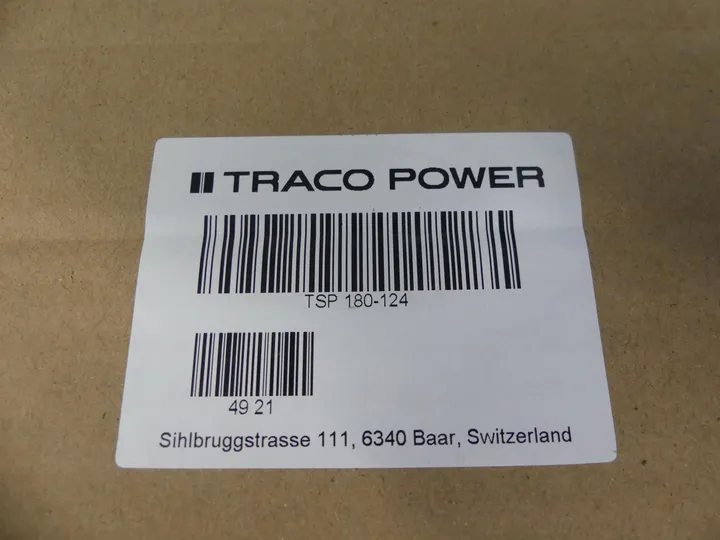 TRACO POWER
TSP 180-124
49 21
Sihlbruggstrasse 111, 6340 Baar, Switzerland